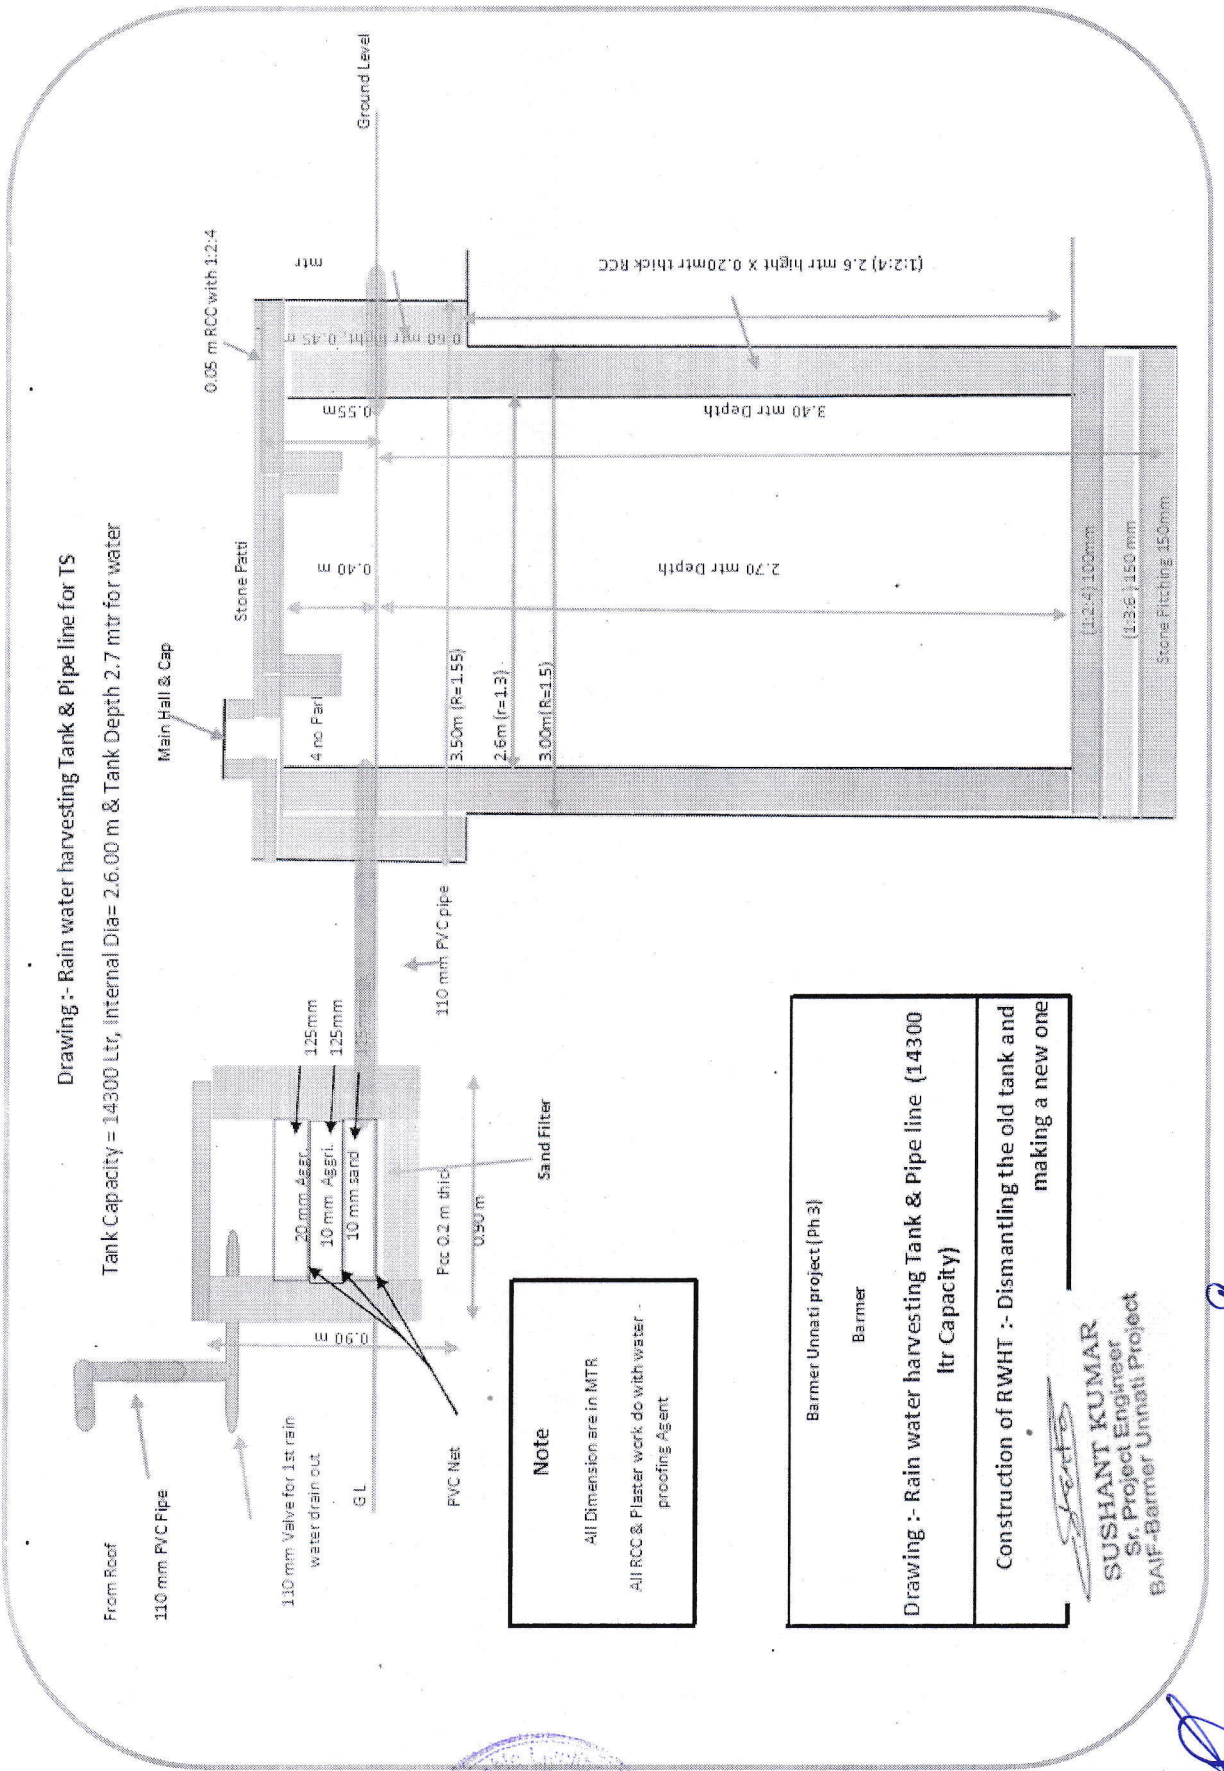 Drawing :- Rain water harvesting Tank & Pipe line for TS
Tank Capacity = 14300 Ltr, Internal Dia= 2.6.00 m & Tank Depth 2.7 mtr for water
From Roof
110 mm PVC Pipe
110 mm Valve for 1st rain
water drain out
G L
PVC Net
0.90 m
20 mm Aggr.
10 mm Aggri.
10 mm sand
125mm
125mm
Pcc 0.2 m thick
0.90 m
Sand Filter
110 mm PVC pipe
Main Hall & Cap
Stone Patti
0.05 m RCC with 1:2:4
4 no Parl
0.40 m
0.55m
0.60 mtr hight, 0.45 m
mtr
Ground Level
3.50m (R=1.55)
2.6m (r=1.3)
3.00m(R=1.5)
2.70 mtr Depth
3.40 mtr Depth
(1:2:4) 2.6 mtr hight X 0.20mtr thick RCC
(1:2:4) 100mm
(1:3:6 ) 150 mm
Stone Pitching 150mm
Note
All Dimension are in MTR
All RCC & Plaster work do with water -
proofing Agent
Barmer Unnati project (Ph 3)
Barmer
Drawing :- Rain water harvesting Tank & Pipe line (14300
ltr Capacity)
Construction of RWHT :- Dismantling the old tank and
making a new one
SUSHANT KUMAR
Sr. Project Engineer
BAIF-Barmer Unnati Project